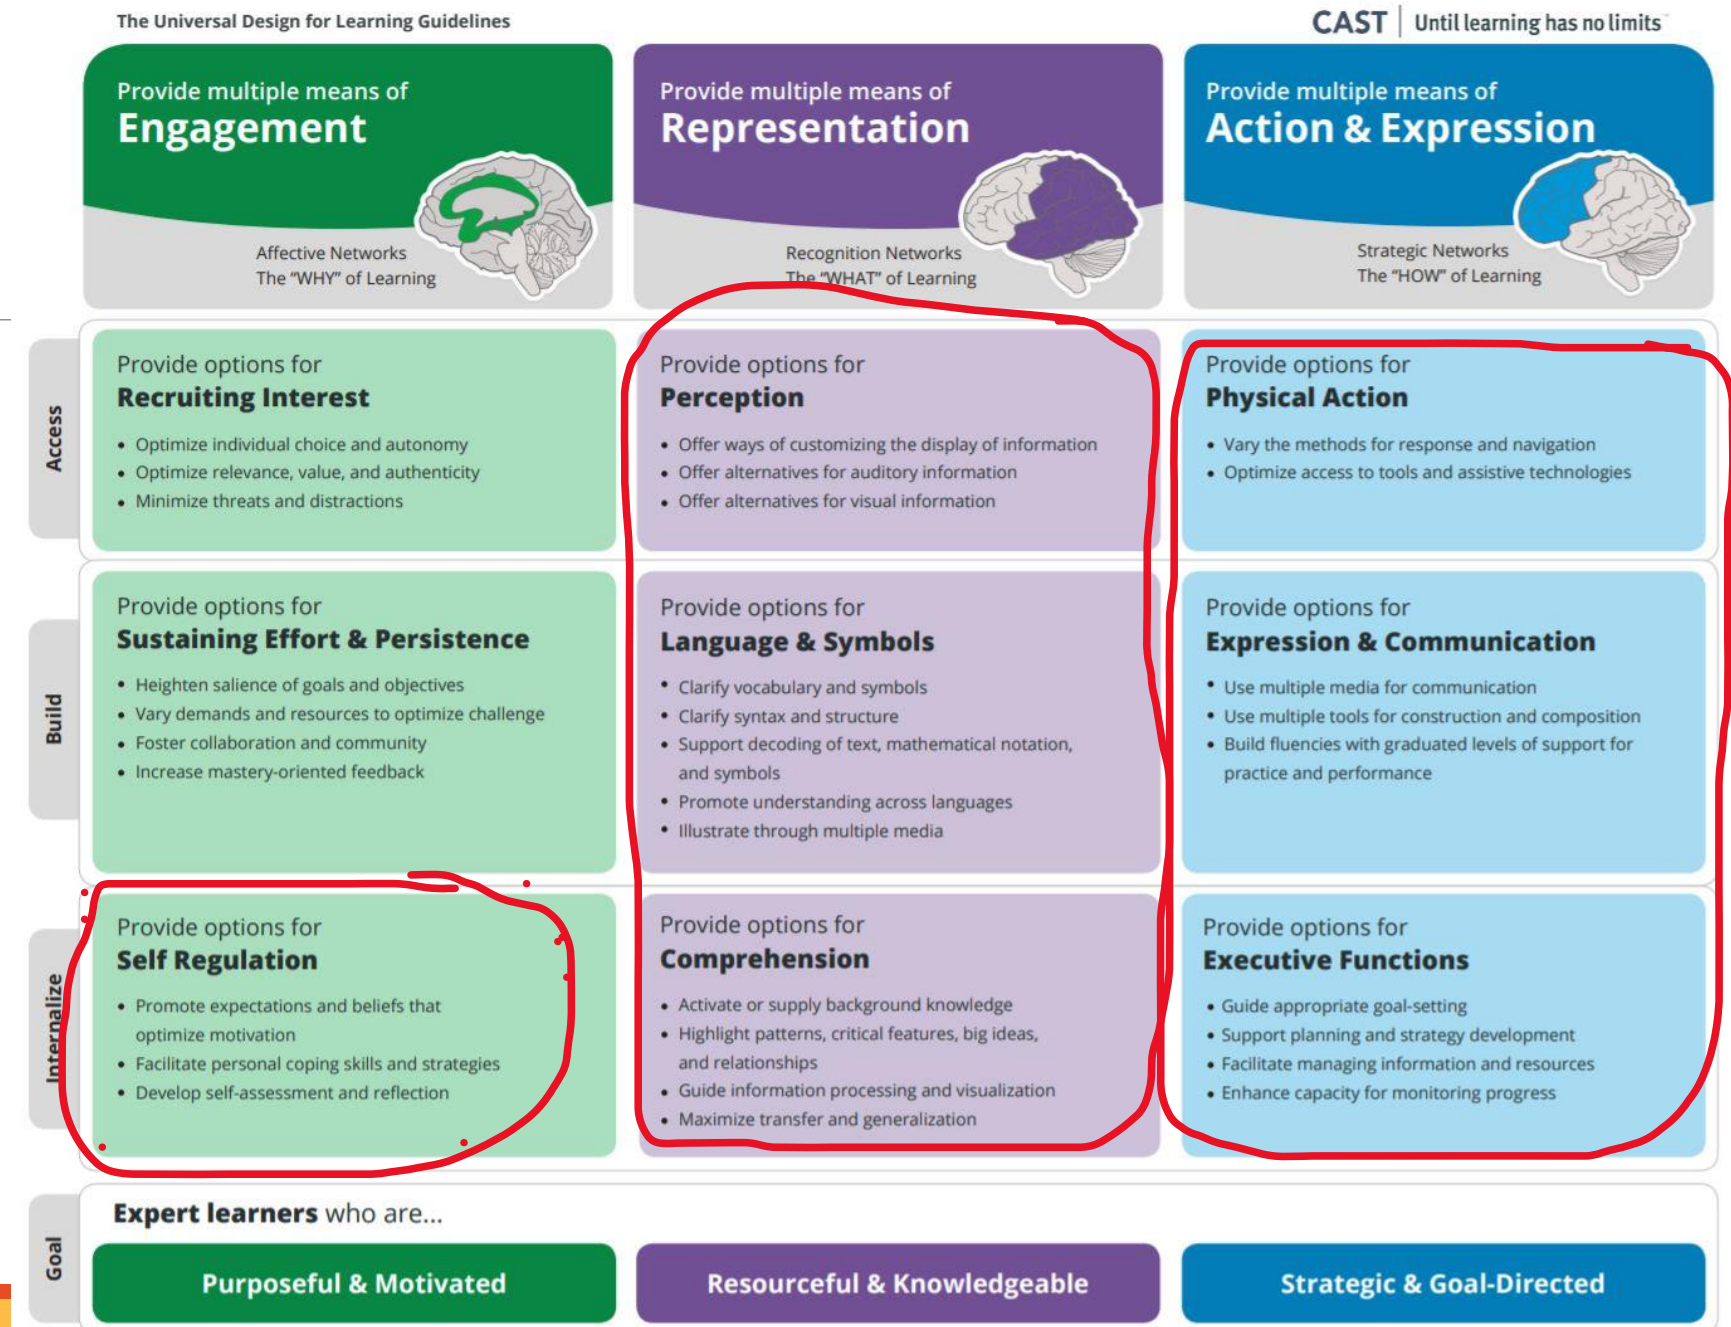 The Universal Design for Learning Guidelines
CAST | Until learning has no limits
Provide multiple means of
Engagement
Affective Networks
The “WHY” of Learning
Provide multiple means of
Representation
Recognition Networks
The “WHAT” of Learning
Provide multiple means of
Action & Expression
Strategic Networks
The “HOW” of Learning
Access
Provide options for
Recruiting Interest
• Optimize individual choice and autonomy
• Optimize relevance, value, and authenticity
• Minimize threats and distractions
Provide options for
Perception
• Offer ways of customizing the display of information
• Offer alternatives for auditory information
• Offer alternatives for visual information
Provide options for
Physical Action
• Vary the methods for response and navigation
• Optimize access to tools and assistive technologies
Build
Provide options for
Sustaining Effort & Persistence
• Heighten salience of goals and objectives
• Vary demands and resources to optimize challenge
• Foster collaboration and community
• Increase mastery-oriented feedback
Provide options for
Language & Symbols
• Clarify vocabulary and symbols
• Clarify syntax and structure
• Support decoding of text, mathematical notation,
and symbols
• Promote understanding across languages
• Illustrate through multiple media
Provide options for
Expression & Communication
• Use multiple media for communication
• Use multiple tools for construction and composition
• Build fluencies with graduated levels of support for
practice and performance
Internalize
Provide options for
Self Regulation
• Promote expectations and beliefs that
optimize motivation
• Facilitate personal coping skills and strategies
• Develop self-assessment and reflection
Provide options for
Comprehension
• Activate or supply background knowledge
• Highlight patterns, critical features, big ideas,
and relationships
• Guide information processing and visualization
• Maximize transfer and generalization
Provide options for
Executive Functions
• Guide appropriate goal-setting
• Support planning and strategy development
• Facilitate managing information and resources
• Enhance capacity for monitoring progress
Goal
Expert learners who are...
Purposeful & Motivated
Resourceful & Knowledgeable
Strategic & Goal-Directed